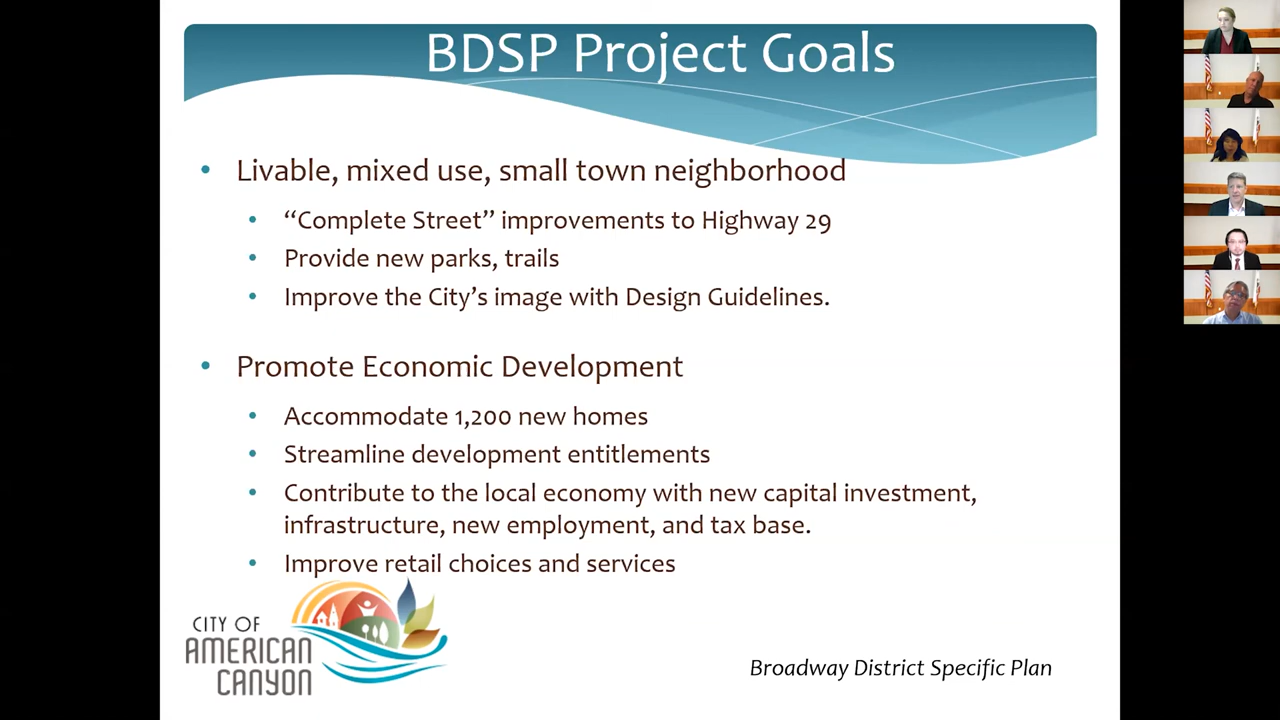 BDSP Project Goals
• Livable, mixed use, small town neighborhood
• “Complete Street” improvements to Highway 29
• Provide new parks, trails
• Improve the City’s image with Design Guidelines.
• Promote Economic Development
• Accommodate 1,200 new homes
• Streamline development entitlements
• Contribute to the local economy with new capital investment,
infrastructure, new employment, and tax base.
• Improve retail choices and services
CITY OF
AMERICAN
CANYON
Broadway District Specific Plan